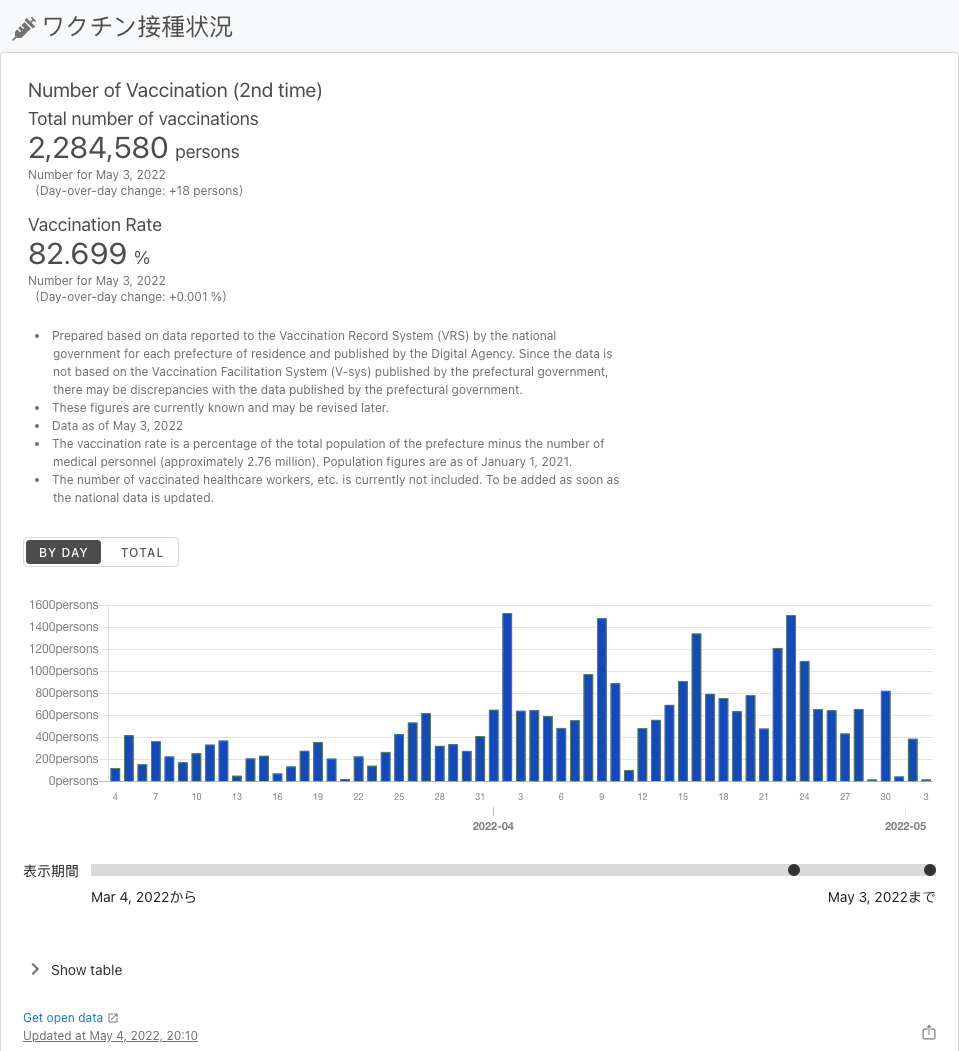 ワクチン接種状況
Number of Vaccination (2nd time)
Total number of vaccinations
2,284,580 persons
Number for May 3, 2022
(Day-over-day change: +18 persons)
Vaccination Rate
82.699 %
Number for May 3, 2022
(Day-over-day change: +0.001 %)
• Prepared based on data reported to the Vaccination Record System (VRS) by the national
government for each prefecture of residence and published by the Digital Agency. Since the data is
not based on the Vaccination Facilitation System (V-sys) published by the prefectural government,
there may be discrepancies with the data published by the prefectural government.
• These figures are currently known and may be revised later.
• Data as of May 3, 2022
• The vaccination rate is a percentage of the total population of the prefecture minus the number of
medical personnel (approximately 2.76 million). Population figures are as of January 1, 2021.
• The number of vaccinated healthcare workers, etc. is currently not included. To be added as soon as
the national data is updated.
BY DAY TOTAL
1600persons
1400persons
1200persons
1000persons
800persons
600persons
400persons
200persons
0persons
4 7 10 13 16 19 22 25 28 31 3 6 9 12 15 18 21 24 27 30 3
2022-04 2022-05
表示期間
Mar 4, 2022から May 3, 2022まで
Show table
Get open data
Updated at May 4, 2022, 20:10